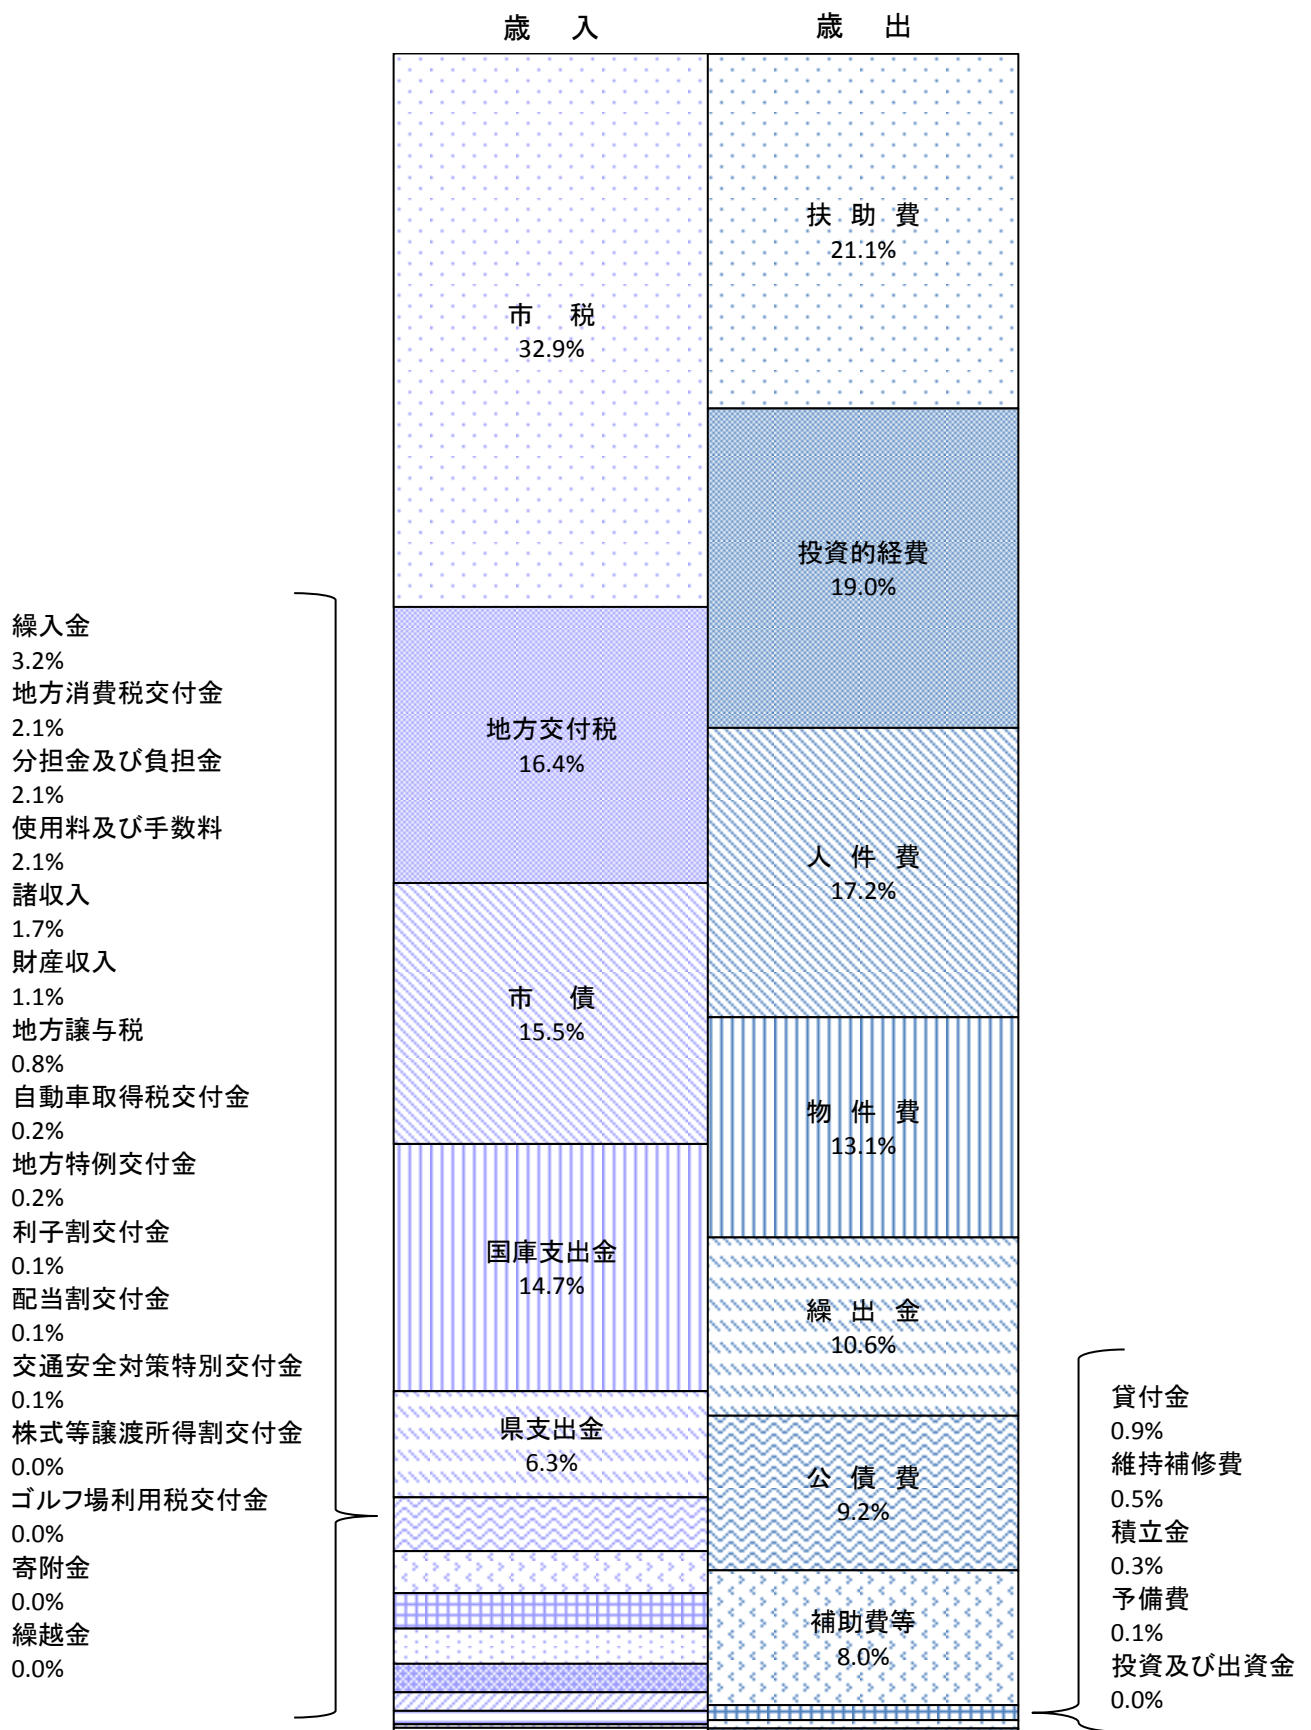 歳　入
歳　出
市　税
32.9%
地方交付税
16.4%
市　債
15.5%
国庫支出金
14.7%
県支出金
6.3%
繰入金
3.2%
地方消費税交付金
2.1%
分担金及び負担金
2.1%
使用料及び手数料
2.1%
諸収入
1.7%
財産収入
1.1%
地方譲与税
0.8%
自動車取得税交付金
0.2%
地方特例交付金
0.2%
利子割交付金
0.1%
配当割交付金
0.1%
交通安全対策特別交付金
0.1%
株式等譲渡所得割交付金
0.0%
ゴルフ場利用税交付金
0.0%
寄附金
0.0%
繰越金
0.0%
扶 助 費
21.1%
投資的経費
19.0%
人 件 費
17.2%
物 件 費
13.1%
繰 出 金
10.6%
公 債 費
9.2%
補助費等
8.0%
貸付金
0.9%
維持補修費
0.5%
積立金
0.3%
予備費
0.1%
投資及び出資金
0.0%